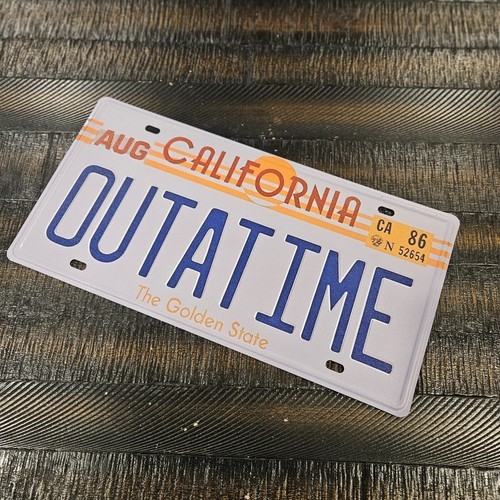 AUG CALIFORNIA
CA 86
N 52654
OUTATIME
The Golden State